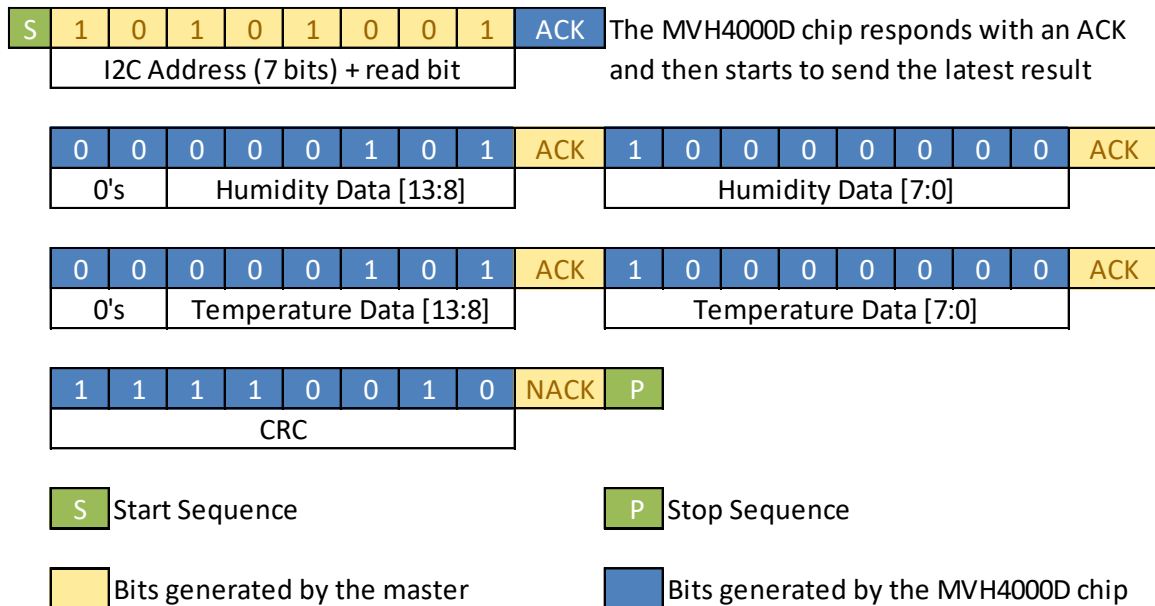 S 1 0 1 0 1 0 0 1 ACK The MVH4000D chip responds with an ACK
I2C Address (7 bits) + read bit and then starts to send the latest result
0 0 0 0 0 1 0 1 ACK 1 0 0 0 0 0 0 0 ACK
0's Humidity Data [13:8] Humidity Data [7:0]
0 0 0 0 0 1 0 1 ACK 1 0 0 0 0 0 0 0 ACK
0's Temperature Data [13:8] Temperature Data [7:0]
1 1 1 1 0 0 1 0 NACK P
CRC
S Start Sequence P Stop Sequence
Bits generated by the master Bits generated by the MVH4000D chip